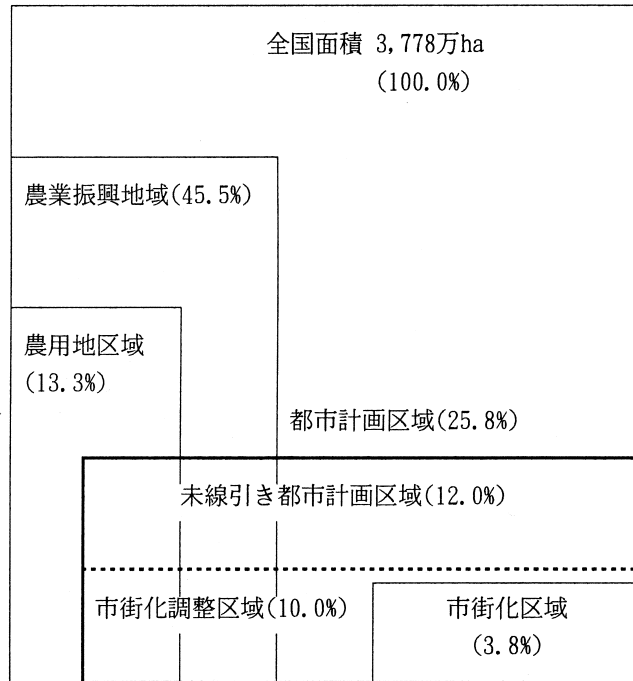 全国面積 3,778万ha
(100.0%)
農業振興地域(45.5%)
農用地区域
(13.3%)
都市計画区域(25.8%)
未線引き都市計画区域(12.0%)
市街化調整区域(10.0%)
市街化区域
(3.8%)